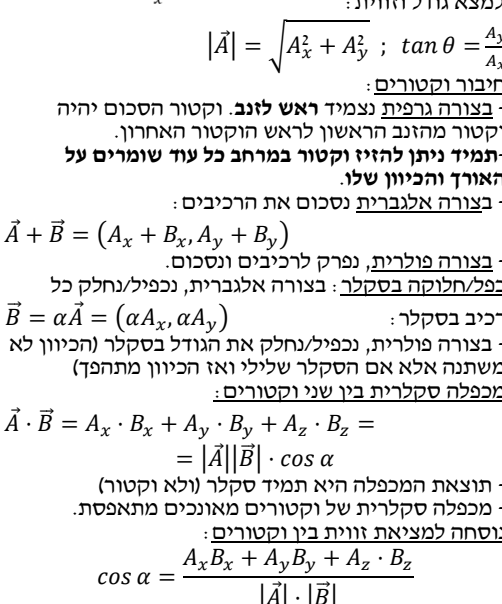 למצא גודל וזווית :
|A⃗| = √(A_x² + A_y²) ; tan θ = A_y/A_x
חיבור וקטורים :
- בצורה גרפית נצמיד ראש לזנב. וקטור הסכום יהיה
וקטור מהזנב הראשון לראש הוקטור האחרון.
-תמיד ניתן להזיז וקטור במרחב כל עוד שומרים על
האורך והכיוון שלו.
- בצורה אלגברית נסכום את הרכיבים :
A⃗ + B⃗ = (A_x + B_x, A_y + B_y)
- בצורה פולרית, נפרק לרכיבים ונסכום.
כפל/חלוקה בסקלר : בצורה אלגברית, נכפיל/נחלק כל
רכיב בסקלר : B⃗ = αA⃗ = (αA_x, αA_y)
- בצורה פולרית, נכפיל/נחלק את הגודל בסקלר (הכיוון לא
משתנה אלא אם הסקלר שלילי ואז הכיוון מתהפך)
מכפלה סקלרית בין שני וקטורים :
A⃗ · B⃗ = A_x · B_x + A_y · B_y + A_z · B_z =
= |A⃗||B⃗| · cos α
- תוצאת המכפלה היא תמיד סקלר (ולא וקטור)
- מכפלה סקלרית של וקטורים מאונכים מתאפסת.
נוסחה למציאת זווית בין וקטורים :
cos α = (A_xB_x + A_yB_y + A_z · B_z)/(|A⃗| · |B⃗|)